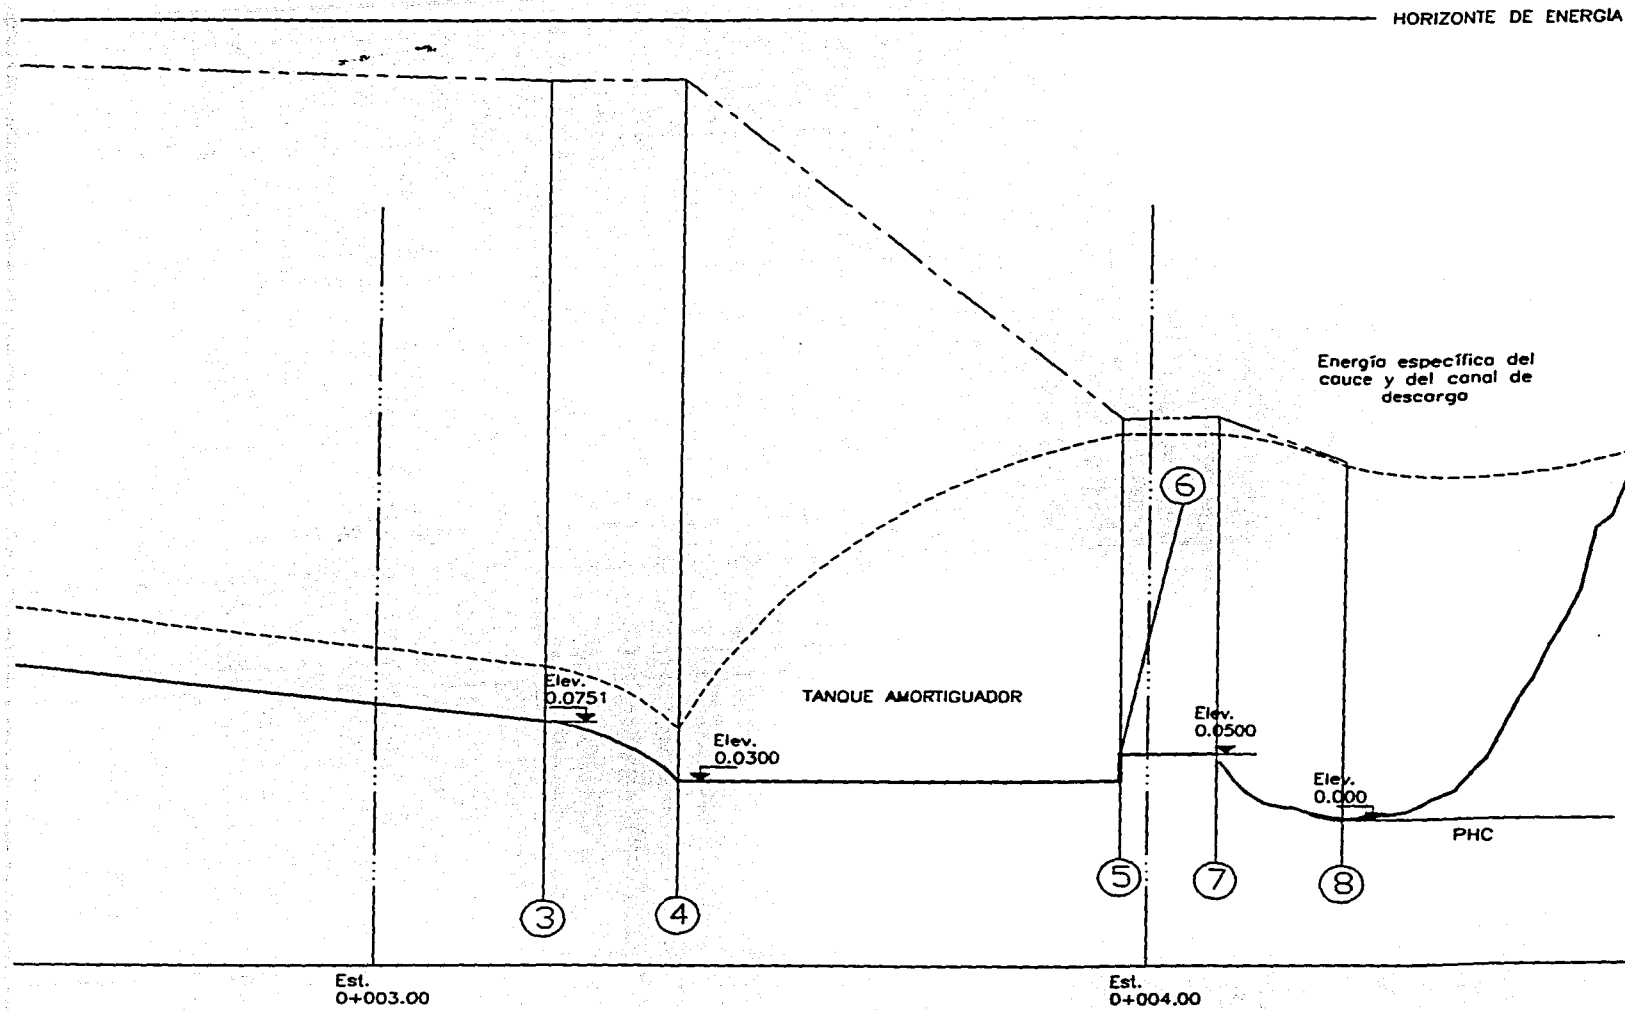 HORIZONTE DE ENERGÍA
Energía específica del
cauce y del canal de
descarga
6
Elev.
0.0751
TANQUE AMORTIGUADOR
Elev.
0.0300
Elev.
0.0500
Elev.
0.000
PHC
3
4
5
7
8
Est.
0+003.00
Est.
0+004.00